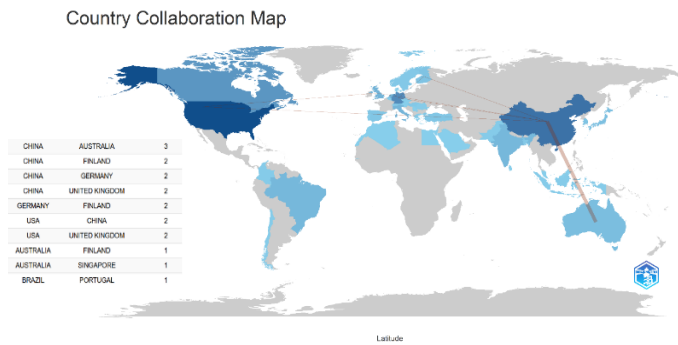 Country Collaboration Map
CHINA AUSTRALIA 3
CHINA FINLAND 2
CHINA GERMANY 2
CHINA UNITED KINGDOM 2
GERMANY FINLAND 2
USA CHINA 2
USA UNITED KINGDOM 2
AUSTRALIA FINLAND 1
AUSTRALIA SINGAPORE 1
BRAZIL PORTUGAL 1
Latitude